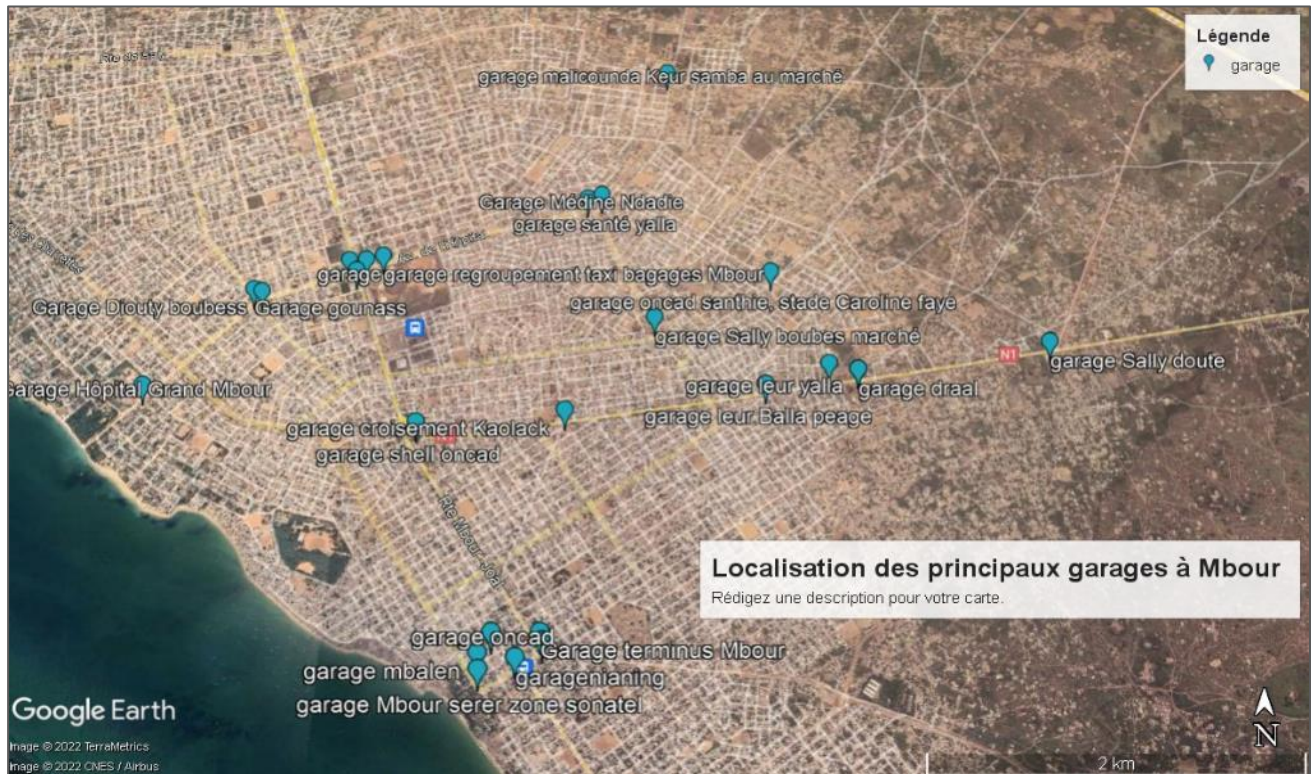 Légende
garage
garage malicounda Keur samba au marché
Garage Médine Ndadie
garage santé yalla
Av. de l'Hôpital
garage
garage regroupement taxi bagages Mbour
Garage Diouty boubess
Garage gounass
garage oncad santhie, stade Caroline faye
garage Sally boubes marché
N1
garage Sally doute
Garage Hôpital Grand Mbour
garage leur yalla
garage draal
garage leur Balla peage
garage croisement Kaolack
garage shell oncad
Rte Mbour-Joal
Localisation des principaux garages à Mbour
Rédigez une description pour votre carte.
garage oncad
Garage terminus Mbour
garage mbalen
garagenianing
garage Mbour serer zone sonatel
Google Earth
Image © 2022 TerraMetrics
Image © 2022 CNES / Airbus
N
2 km